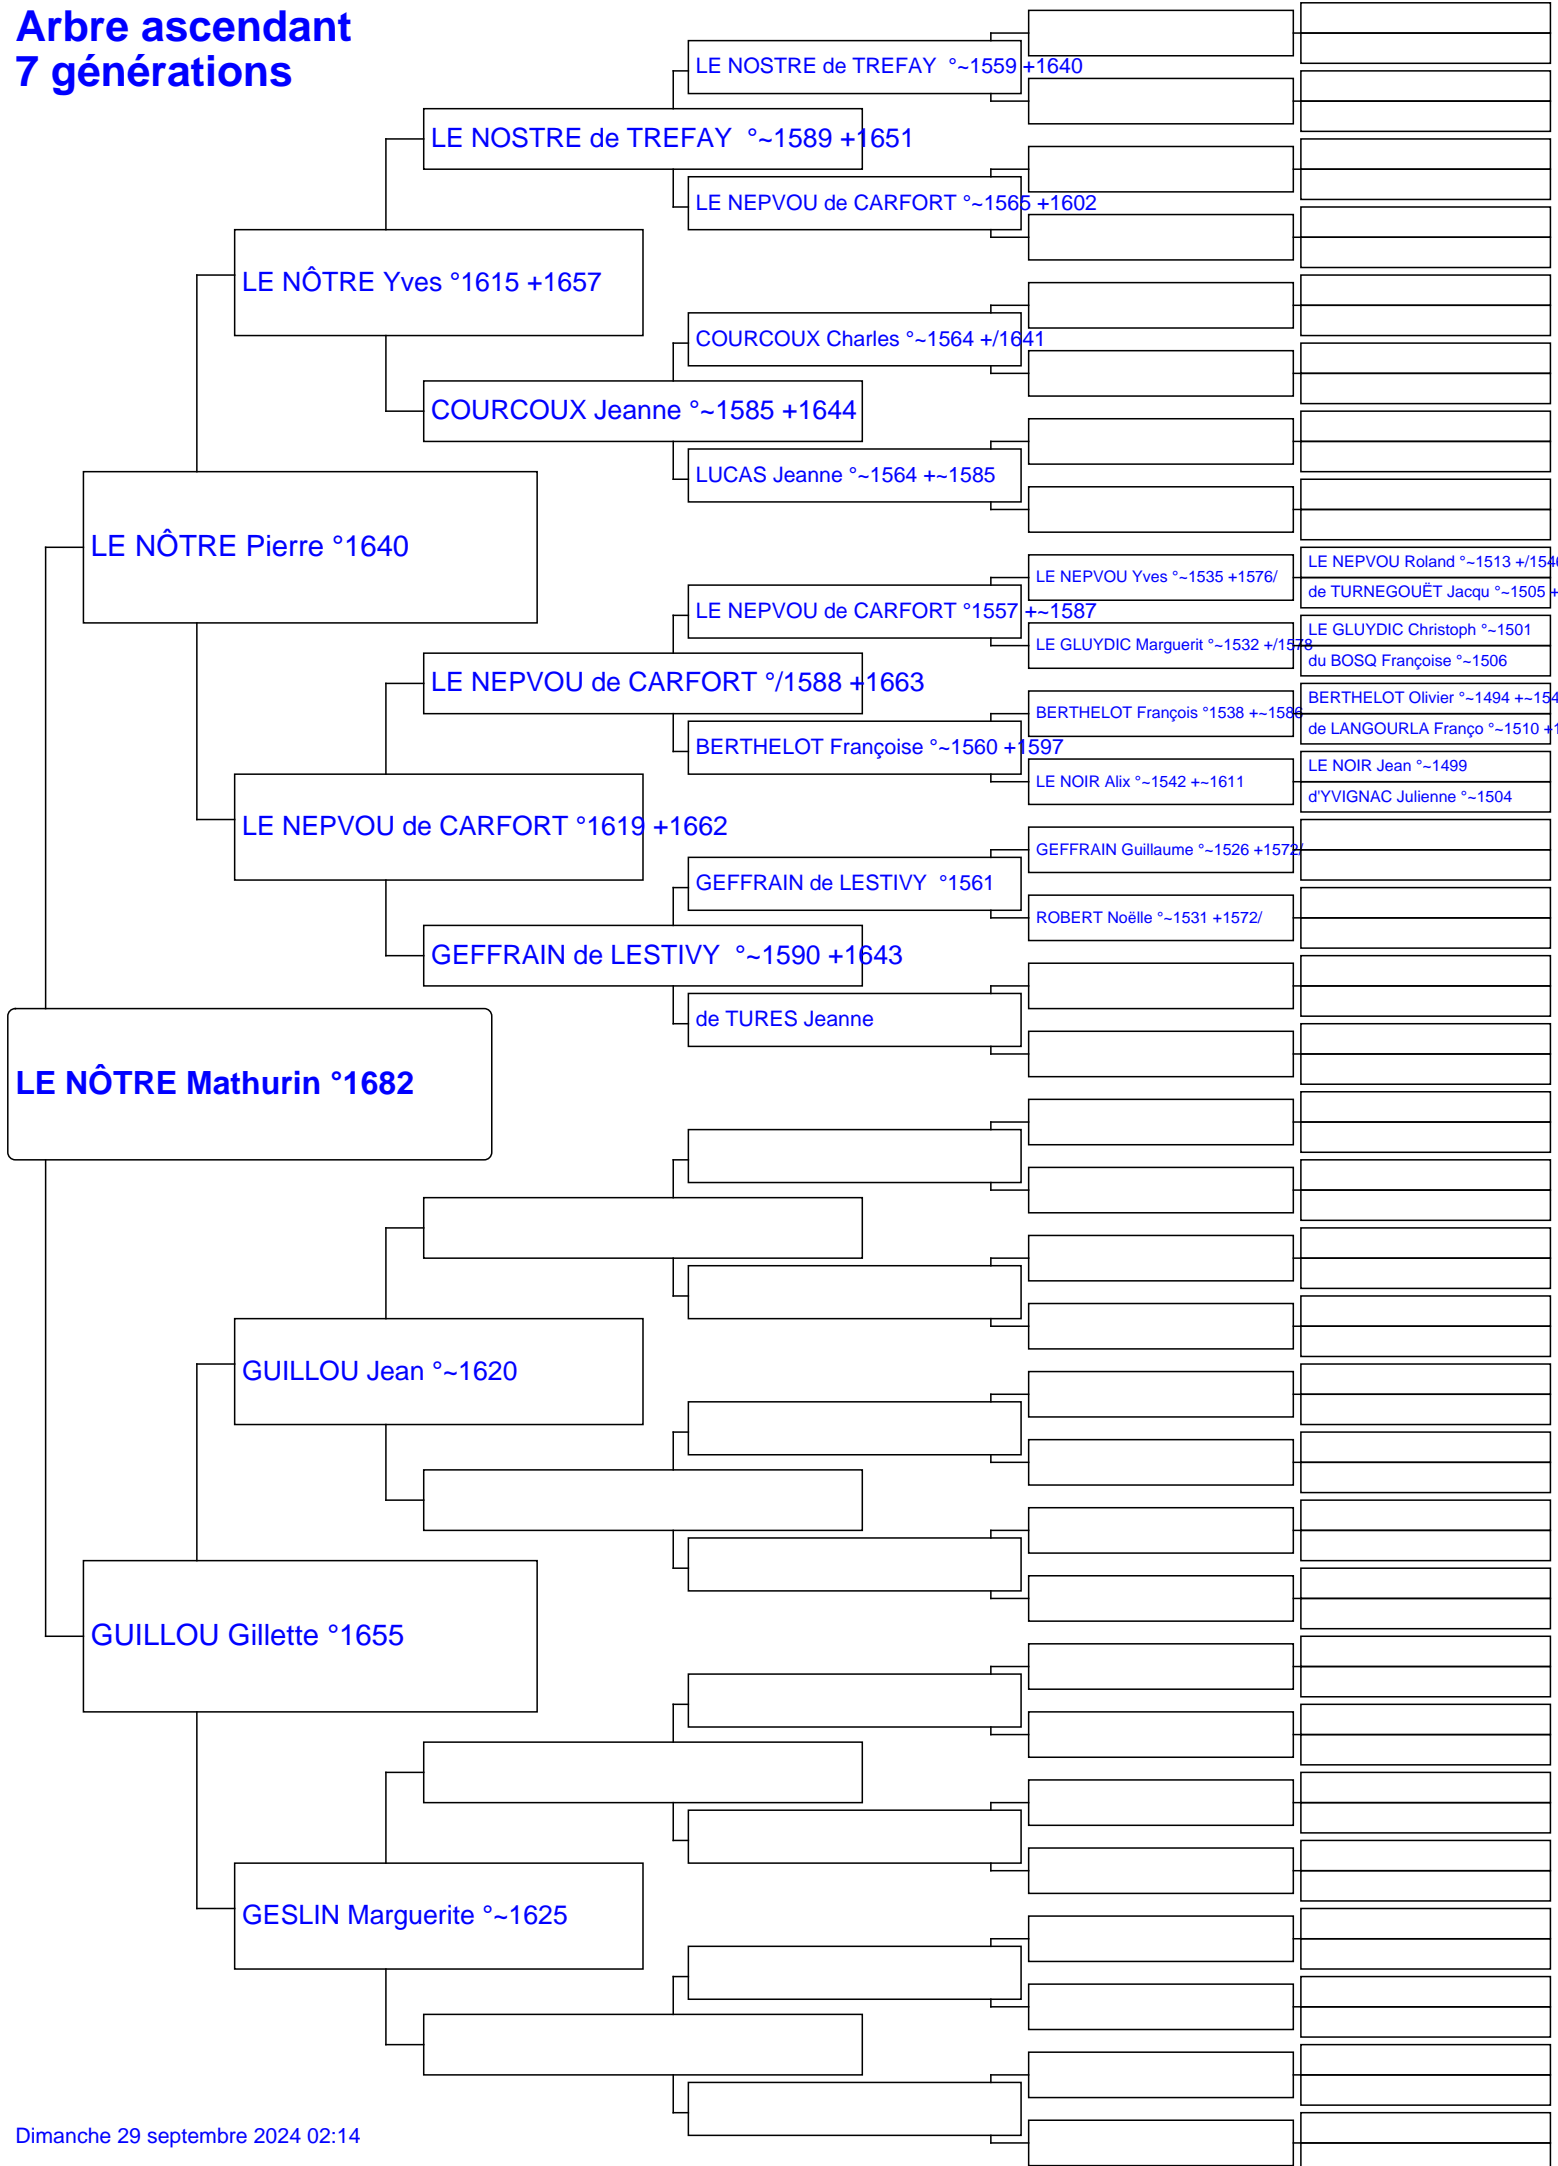 Arbre ascendant
7 générations
LE NOSTRE de TREFAY °~1559 +1640
LE NOSTRE de TREFAY °~1589 +1651
LE NEPVOU de CARFORT °~1565 +1602
LE NÔTRE Yves °1615 +1657
COURCOUX Charles °~1564 +/1641
COURCOUX Jeanne °~1585 +1644
LUCAS Jeanne °~1564 +~1585
LE NÔTRE Pierre °1640
LE NEPVOU Roland °~1513 +/154
LE NEPVOU Yves °~1535 +1576/
de TURNEGOUËT Jacqu °~1505 +
LE NEPVOU de CARFORT °1557 +~1587
LE GLUYDIC Christoph °~1501
LE GLUYDIC Marguerit °~1532 +/1578
du BOSQ Françoise °~1506
LE NEPVOU de CARFORT °/1588 +1663
BERTHELOT Olivier °~1494 +~154
BERTHELOT François °1538 +~1586
de LANGOURLA Franço °~1510 +1
BERTHELOT Françoise °~1560 +1597
LE NOIR Jean °~1499
LE NOIR Alix °~1542 +~1611
d'YVIGNAC Julienne °~1504
LE NEPVOU de CARFORT °1619 +1662
GEFFRAIN Guillaume °~1526 +1572/
GEFFRAIN de LESTIVY °1561
ROBERT Noëlle °~1531 +1572/
GEFFRAIN de LESTIVY °~1590 +1643
de TURES Jeanne
LE NÔTRE Mathurin °1682
GUILLOU Jean °~1620
GUILLOU Gillette °1655
GESLIN Marguerite °~1625
Dimanche 29 septembre 2024 02:14